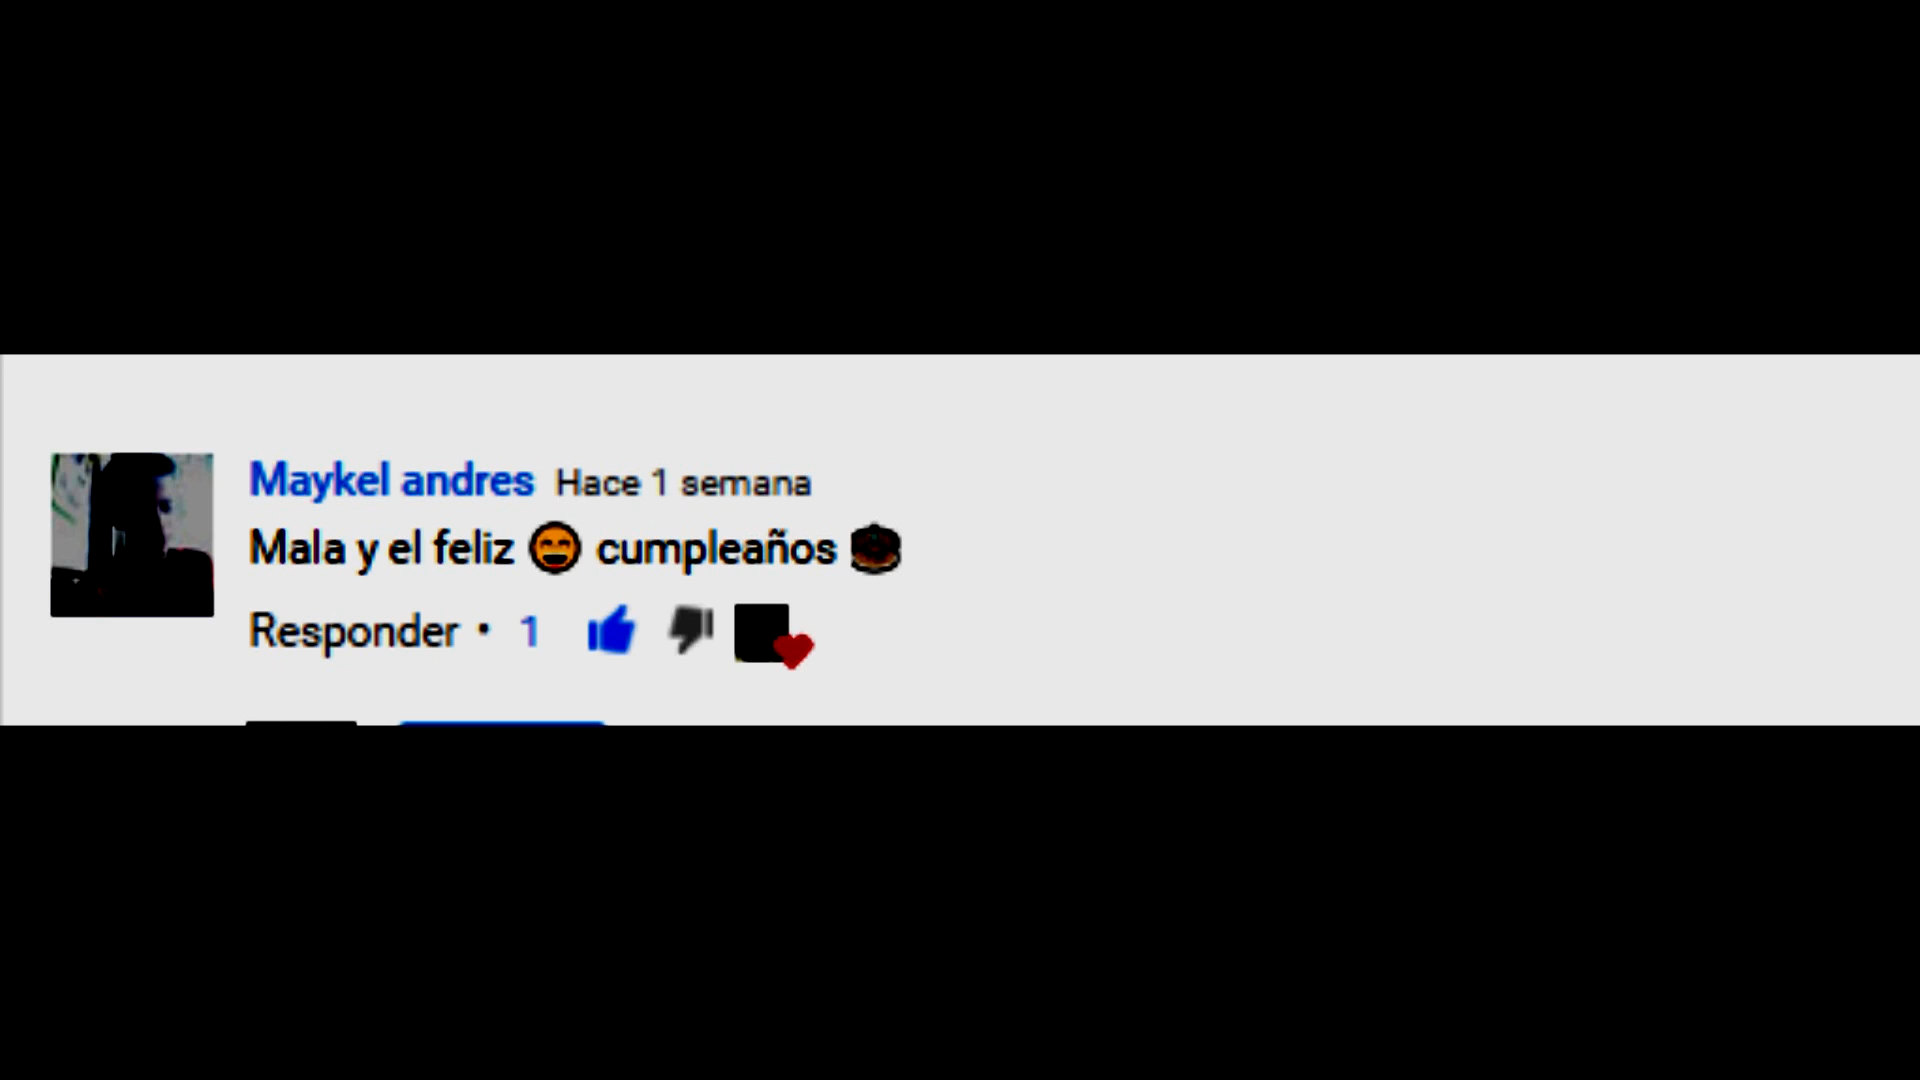 Maykel andres Hace 1 semana
Mala y el feliz 😄 cumpleaños 🎂
Responder • 1